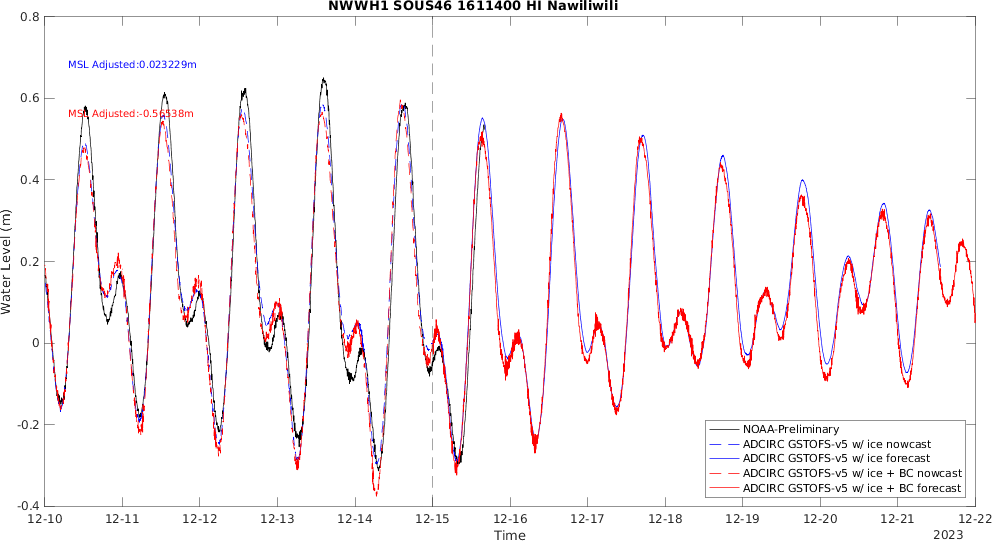 NWWH1 SOUS46 1611400 HI Nawiliwili
0.8
MSL Adjusted:0.023229m
0.6
MSL Adjusted:-0.56538m
0.4
Water Level (m)
0.2
0
-0.2
NOAA-Preliminary
ADCIRC GSTOFS-v5 w/ ice nowcast
ADCIRC GSTOFS-v5 w/ ice forecast
ADCIRC GSTOFS-v5 w/ ice + BC nowcast
ADCIRC GSTOFS-v5 w/ ice + BC forecast
-0.4
12-10 12-11 12-12 12-13 12-14 12-15 12-16 12-17 12-18 12-19 12-20 12-21 12-22
Time
2023